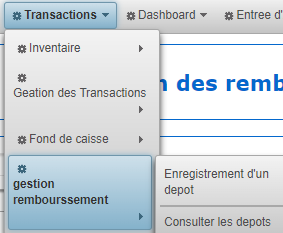 Transactions Dashboard Entree d'
n des remb
Inventaire
Geation des Transactions
Fond de caisse
gestion
rembourssement
Enregistrement d'un
depot
Consulter les depots